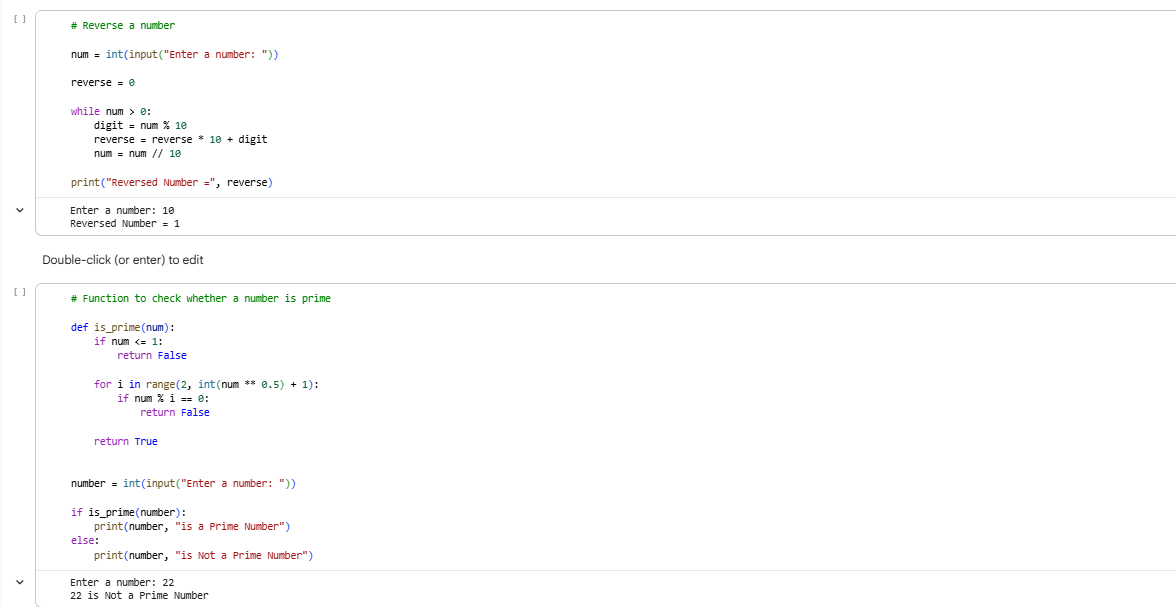 [ ]
# Reverse a number
num = int(input("Enter a number: "))
reverse = 0
while num > 0:
    digit = num % 10
    reverse = reverse * 10 + digit
    num = num // 10
print("Reversed Number =", reverse)
Enter a number: 10
Reversed Number = 1
Double-click (or enter) to edit
[ ]
# Function to check whether a number is prime
def is_prime(num):
    if num <= 1:
        return False
    for i in range(2, int(num ** 0.5) + 1):
        if num % i == 0:
            return False
    return True
number = int(input("Enter a number: "))
if is_prime(number):
    print(number, "is a Prime Number")
else:
    print(number, "is Not a Prime Number")
Enter a number: 22
22 is Not a Prime Number